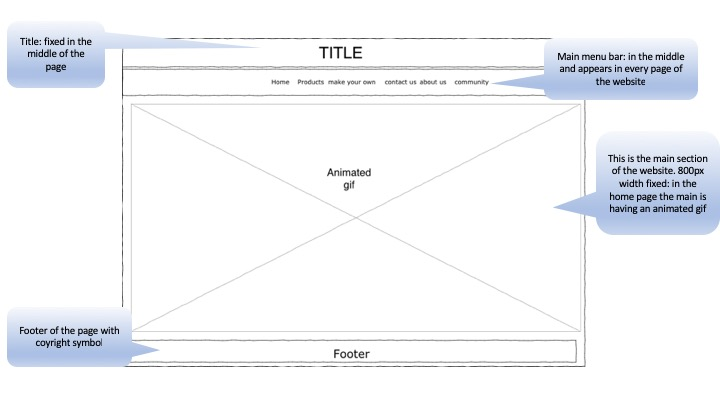 Title: fixed in the
middle of the
page
TITLE
Main menu bar: in the middle
and appears in every page of
the website
Home Products make your own contact us about us community
This is the main section
of the website. 800px
width fixed: in the
home page the main is
having an animated gif
Animated
gif
Footer of the page with
coyright symbol
Footer